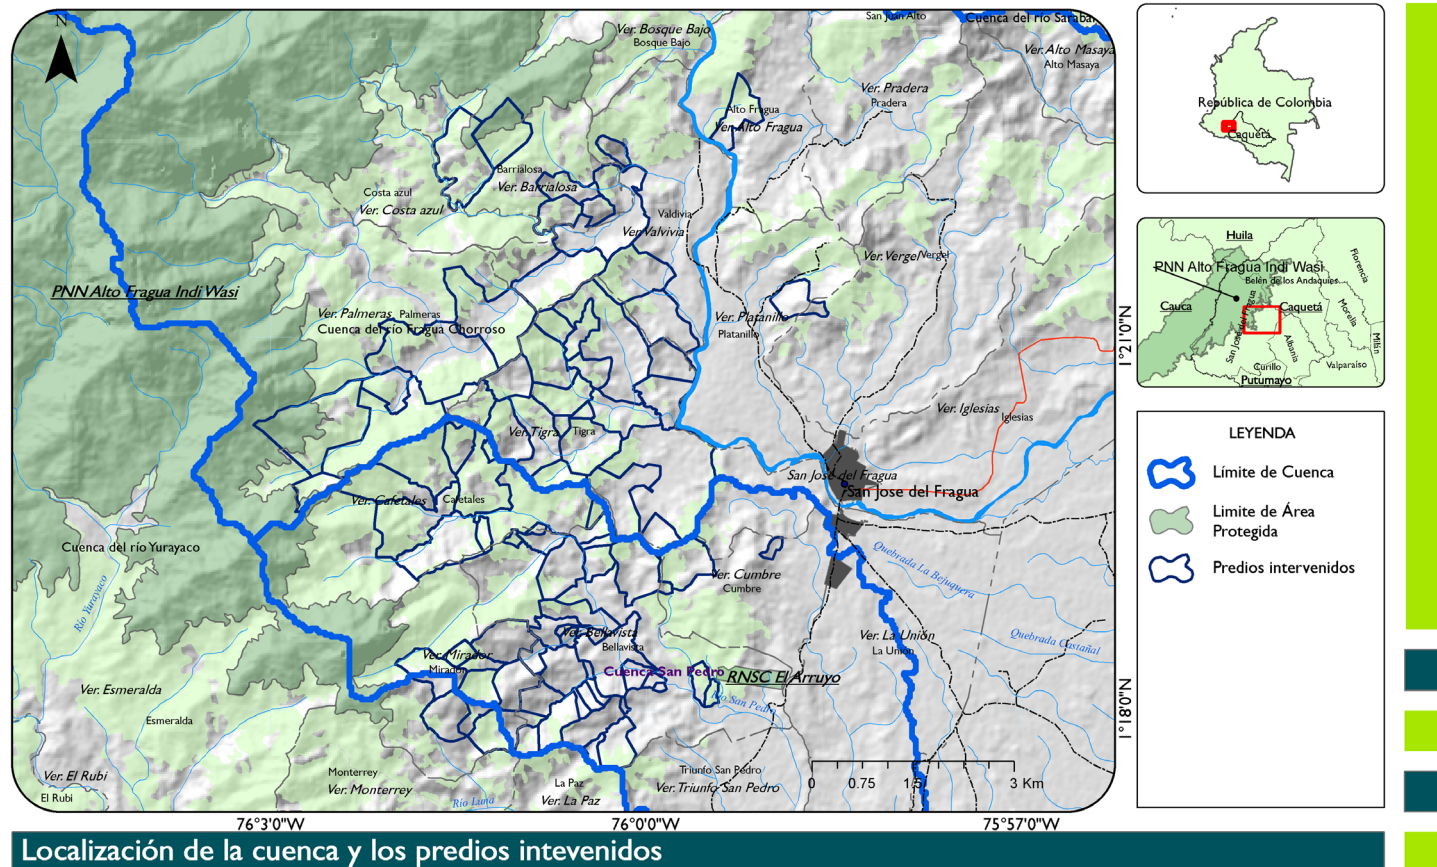 N
San Juan Alto
Cuenca del río Saraba
Ver. Bosque Bajo
Bosque Bajo
Ver. Alto Masaya
Alto Masaya
Ver. Pradera
Pradera
Alto Fragua
Ver. Alto Fragua
Barrialosa
Ver. Barrialosa
Costa azul
Ver. Costa azul
Valdivia
Ver. Valvivia
Ver. Vergel
Vergel
PNN Alto Fragua Indi Wasi
Ver. Palmeras
Palmeras
Cuenca del río Fragua Chorroso
Ver. Platanillo
Platanillo
Ver. Iglesias
Iglesias
Ver. Tigra
Tigra
San José del Fragua
San Jose del Fragua
Ver. Cafetales
Cafetales
Cuenca del río Yurayaco
Río Yurayaco
Quebrada La Bejuquera
Ver. Cumbre
Cumbre
Ver. La Unión
La Unión
Quebrada Castañal
Ver. Bellavista
Bellavista
Ver. Mirador
Mirador
Cuenca San Pedro
RNSC El Arruyo
Río San Pedro
Ver. Esmeralda
Esmeralda
Ver. El Rubi
El Rubi
Monterrey
Ver. Monterrey
Río Luna
La Paz
Ver. La Paz
Triunfo San Pedro
Ver. Triunfo San Pedro
0 0.75 1.5 3 Km
76°3'0"W
76°0'0"W
75°57'0"W
1°21'0"N
1°18'0"N
República de Colombia
Caquetá
Huila
PNN Alto Fragua Indi Wasi
Belén de los Andaquies
Florencia
Cauca
Caquetá
San José del Fragua
Morelia
Milán
Albania
Curillo
Valparaíso
Putumayo
LEYENDA
Límite de Cuenca
Limite de Área
Protegida
Predios intervenidos
Localización de la cuenca y los predios intevenidos